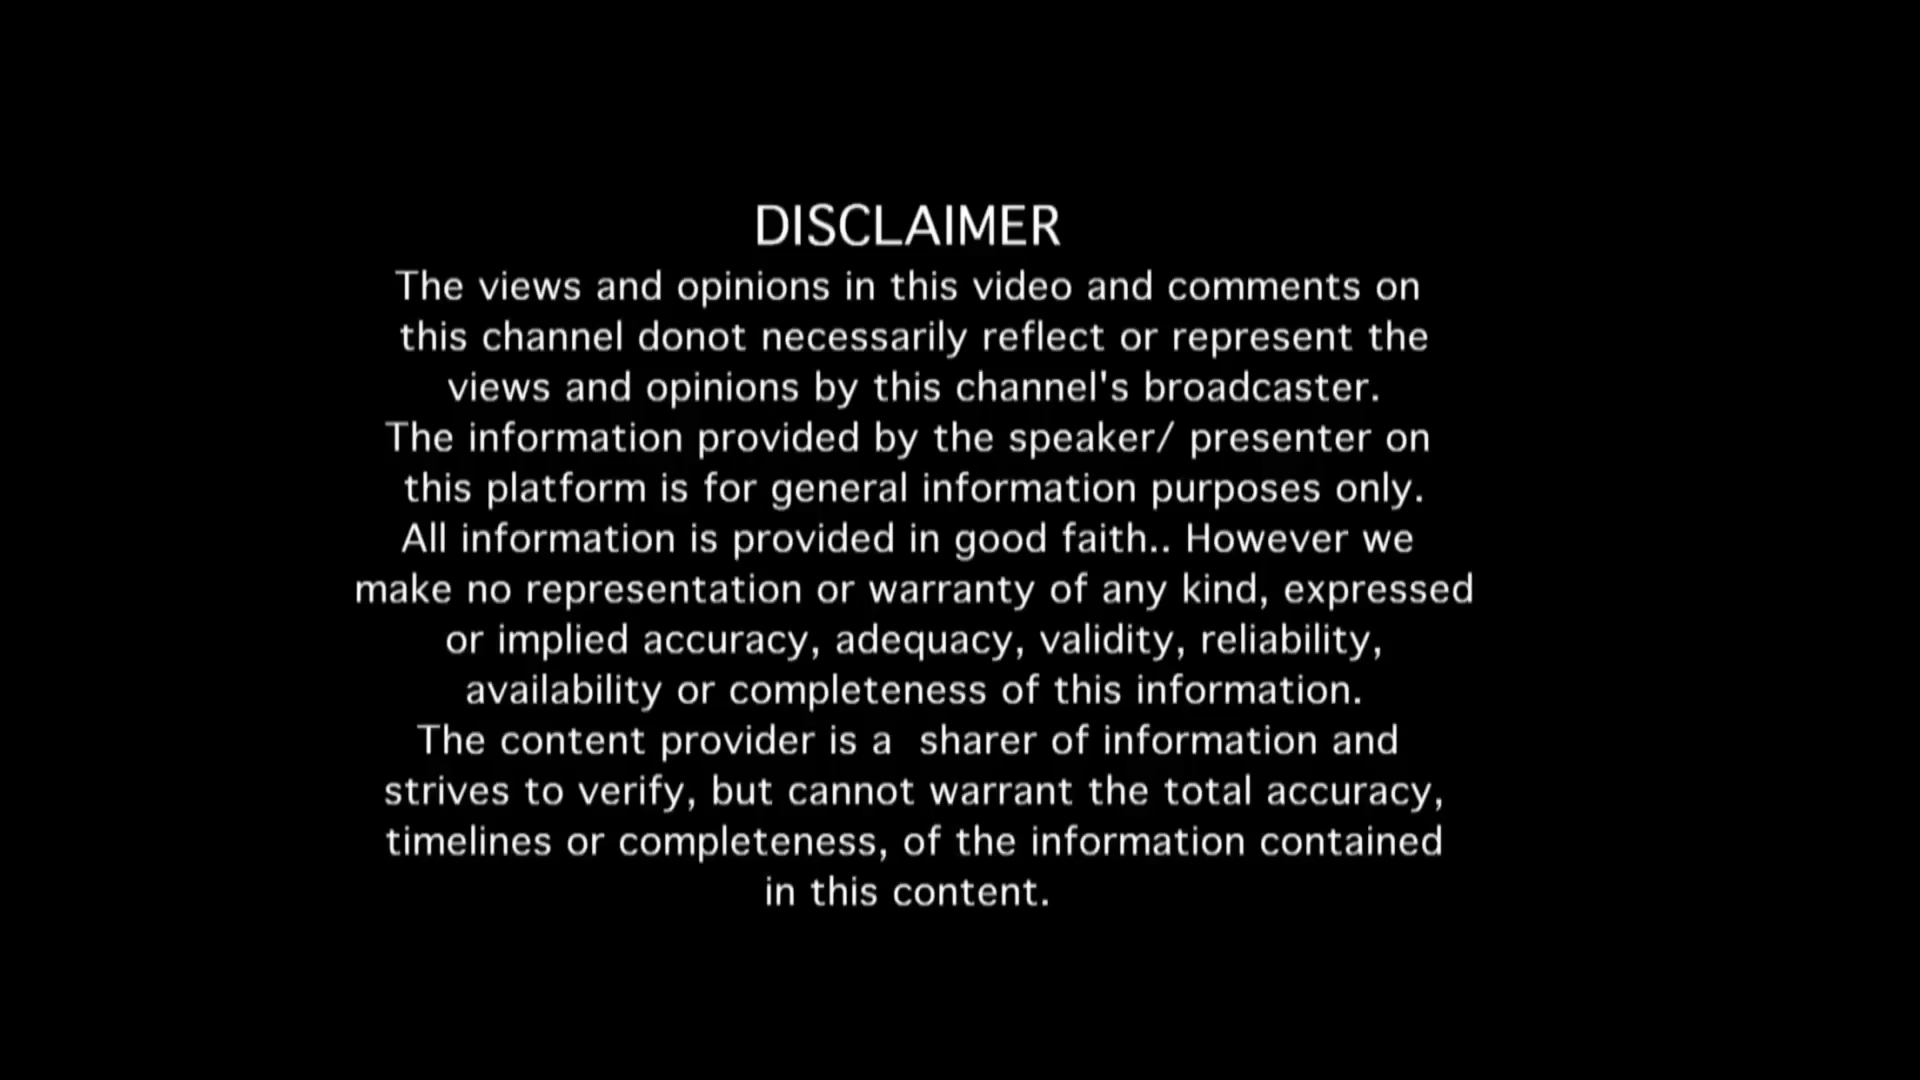 DISCLAIMER
The views and opinions in this video and comments on
this channel donot necessarily reflect or represent the
views and opinions by this channel's broadcaster.
The information provided by the speaker/ presenter on
this platform is for general information purposes only.
All information is provided in good faith.. However we
make no representation or warranty of any kind, expressed
or implied accuracy, adequacy, validity, reliability,
availability or completeness of this information.
The content provider is a  sharer of information and
strives to verify, but cannot warrant the total accuracy,
timelines or completeness, of the information contained
in this content.